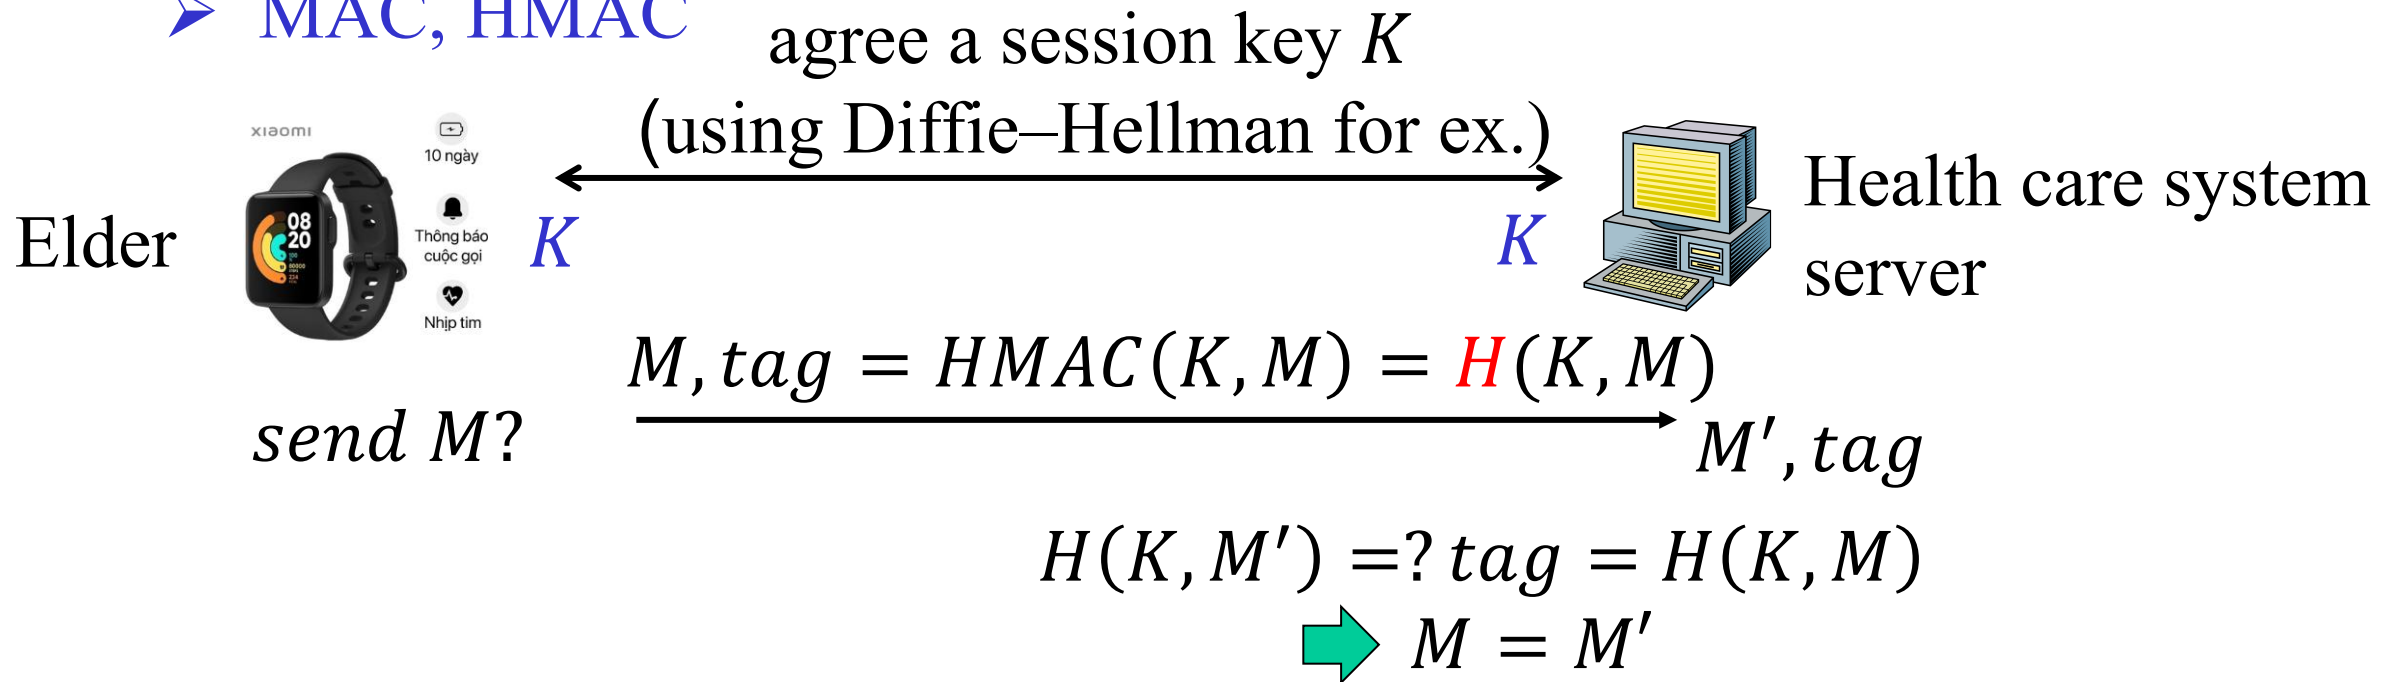 ➢ MAC, HMAC
agree a session key K
(using Diffie–Hellman for ex.)
xiaomi
10 ngày
Thông báo
cuộc gọi
Nhịp tim
08
20
Elder
K
K
Health care system
server
M, tag = HMAC(K, M) = H(K, M)
send M?
M′, tag
H(K, M′) =? tag = H(K, M)
M = M′